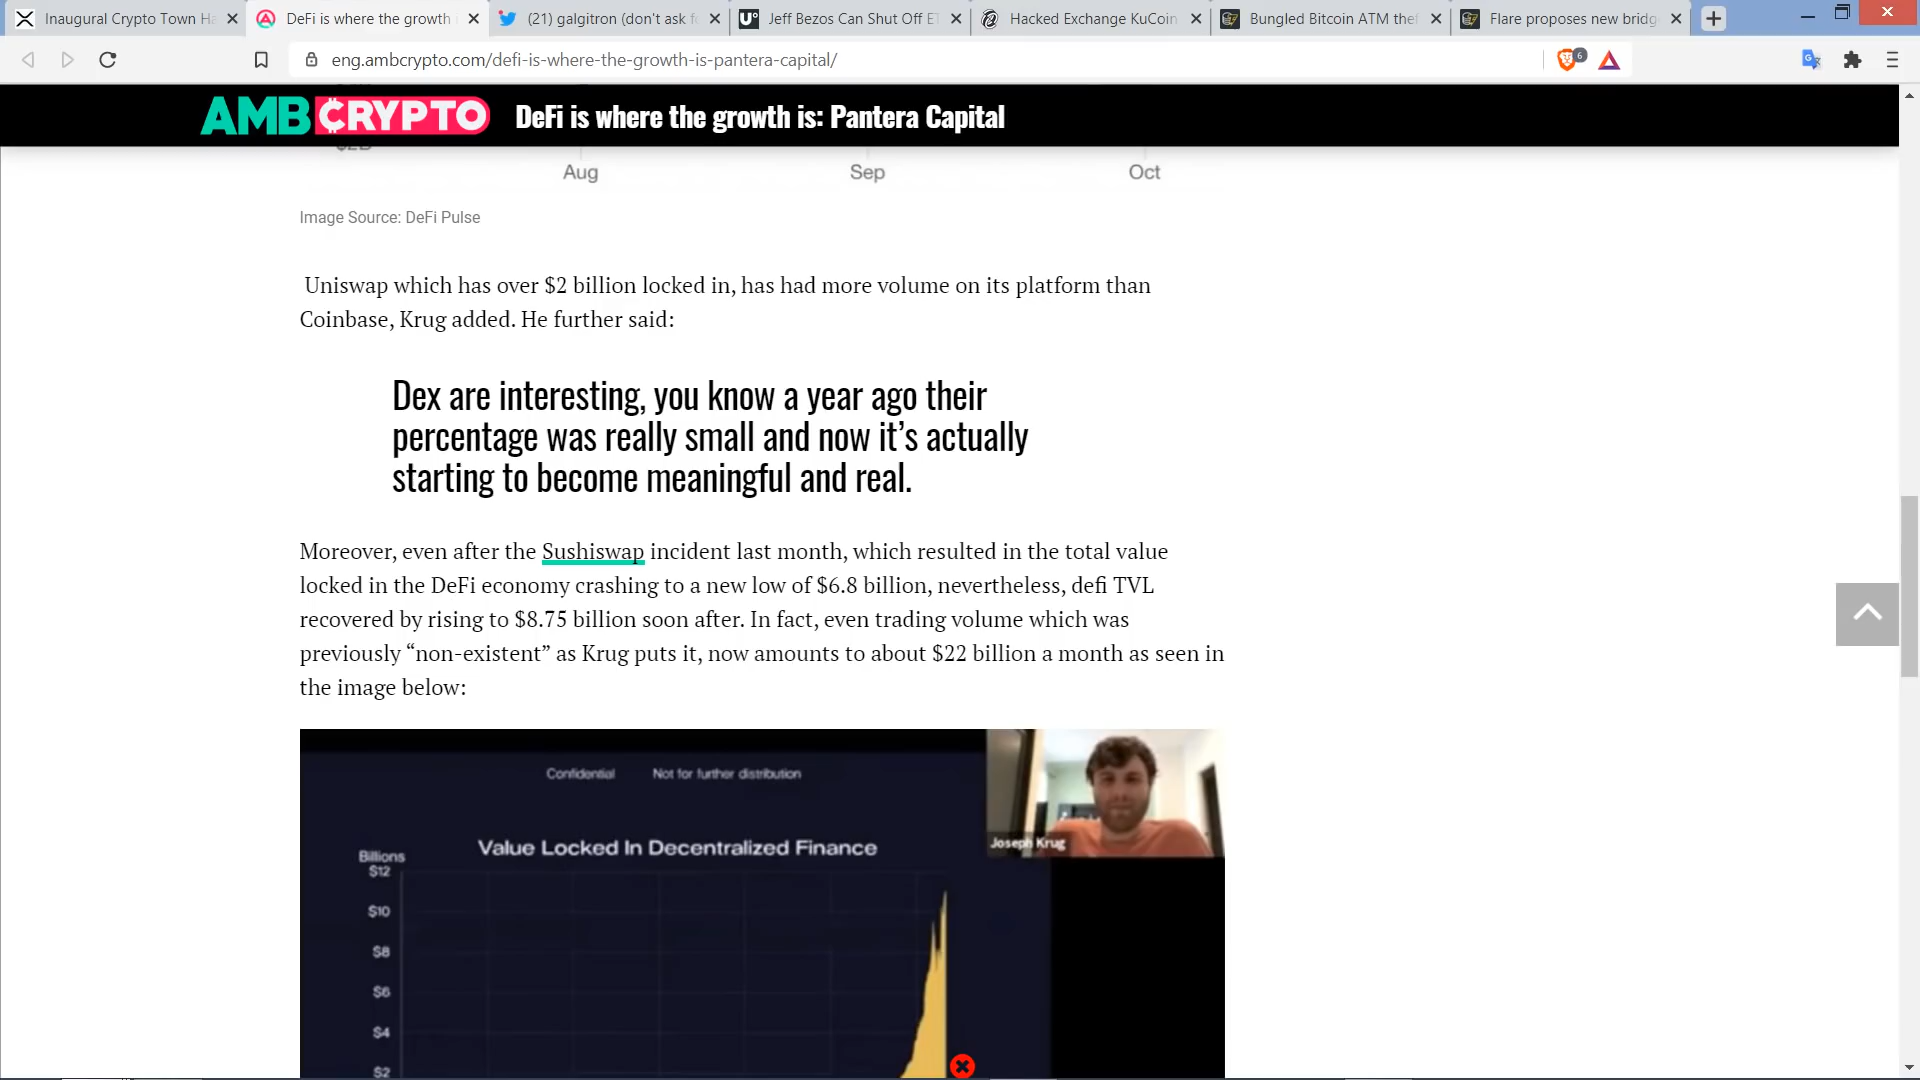 Inaugural Crypto Town Ha
DeFi is where the growth
(21) galgitron (don't ask f
Jeff Bezos Can Shut Off E
Hacked Exchange KuCoin
Bungled Bitcoin ATM thef
Flare proposes new bridg
eng.ambcrypto.com/defi-is-where-the-growth-is-pantera-capital/
6
AMBCRYPTO DeFi is where the growth is: Pantera Capital
Aug Sep Oct
Image Source: DeFi Pulse
Uniswap which has over $2 billion locked in, has had more volume on its platform than
Coinbase, Krug added. He further said:
Dex are interesting, you know a year ago their
percentage was really small and now it’s actually
starting to become meaningful and real.
Moreover, even after the Sushiswap incident last month, which resulted in the total value
locked in the DeFi economy crashing to a new low of $6.8 billion, nevertheless, defi TVL
recovered by rising to $8.75 billion soon after. In fact, even trading volume which was
previously “non-existent” as Krug puts it, now amounts to about $22 billion a month as seen in
the image below:
Confidential Not for further distribution
Joseph Krug
Value Locked In Decentralized Finance
Billions
$12
$10
$8
$6
$4
$2